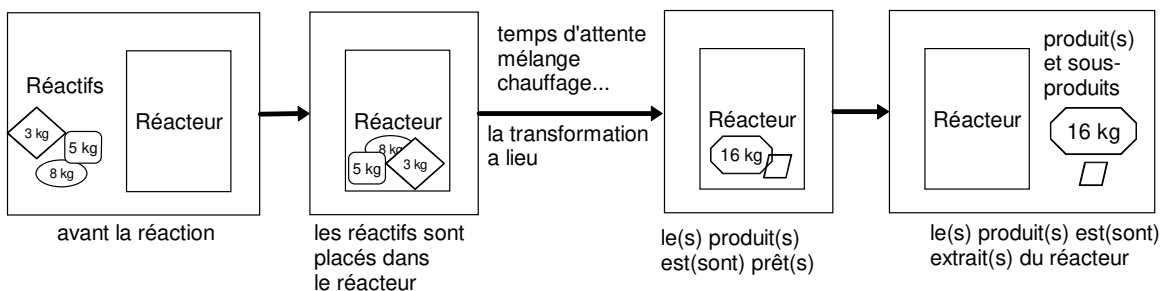 Réactifs
3 kg
5 kg
8 kg
Réacteur
avant la réaction
Réacteur
8 kg
5 kg
3 kg
les réactifs sont
placés dans
le réacteur
temps d'attente
mélange
chauffage...
la transformation
a lieu
Réacteur
16 kg
le(s) produit(s)
est(sont) prêt(s)
Réacteur
produit(s)
et sous-
produits
16 kg
le(s) produit(s) est(sont)
extrait(s) du réacteur